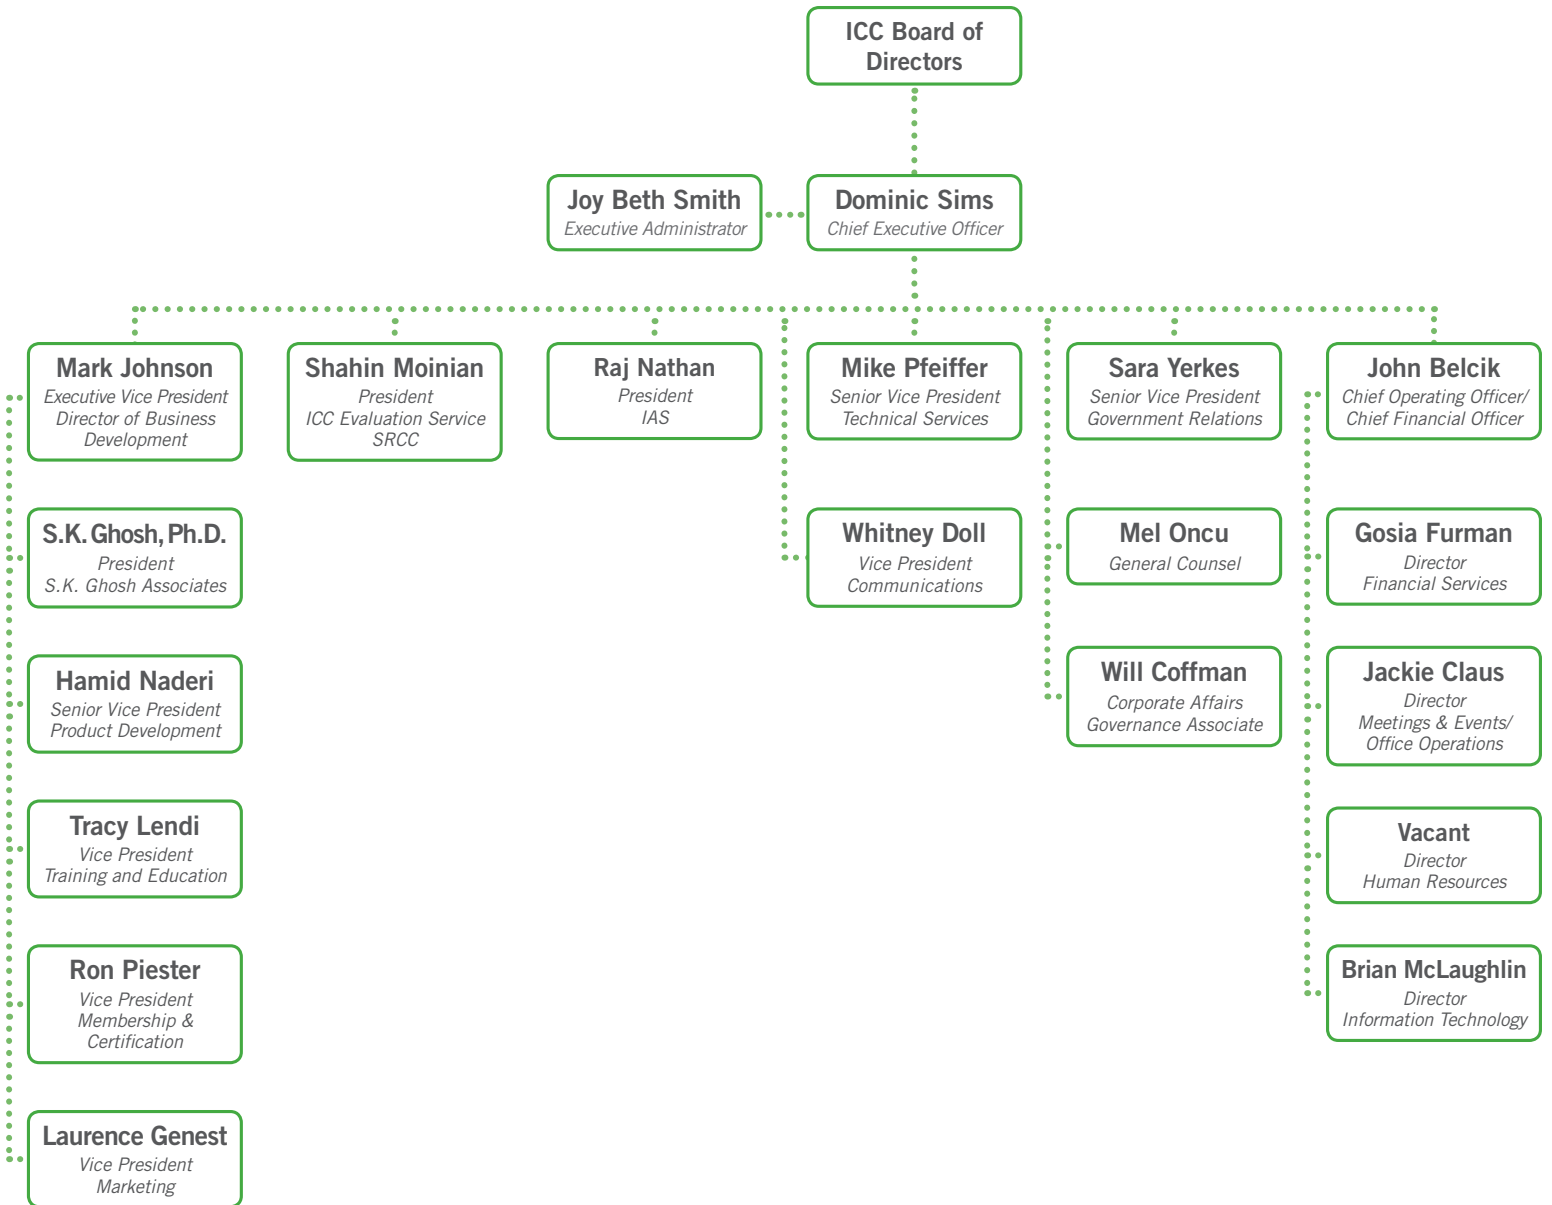 ICC Board of
Directors
Joy Beth Smith
Executive Administrator
Dominic Sims
Chief Executive Officer
Mark Johnson
Executive Vice President
Director of Business
Development
Shahin Moinian
President
ICC Evaluation Service
SRCC
Raj Nathan
President
IAS
Mike Pfeiffer
Senior Vice President
Technical Services
Sara Yerkes
Senior Vice President
Government Relations
John Belcik
Chief Operating Officer/
Chief Financial Officer
S.K. Ghosh, Ph.D.
President
S.K. Ghosh Associates
Whitney Doll
Vice President
Communications
Mel Oncu
General Counsel
Gosia Furman
Director
Financial Services
Hamid Naderi
Senior Vice President
Product Development
Will Coffman
Corporate Affairs
Governance Associate
Jackie Claus
Director
Meetings & Events/
Office Operations
Tracy Lendi
Vice President
Training and Education
Vacant
Director
Human Resources
Ron Piester
Vice President
Membership &
Certification
Brian McLaughlin
Director
Information Technology
Laurence Genest
Vice President
Marketing